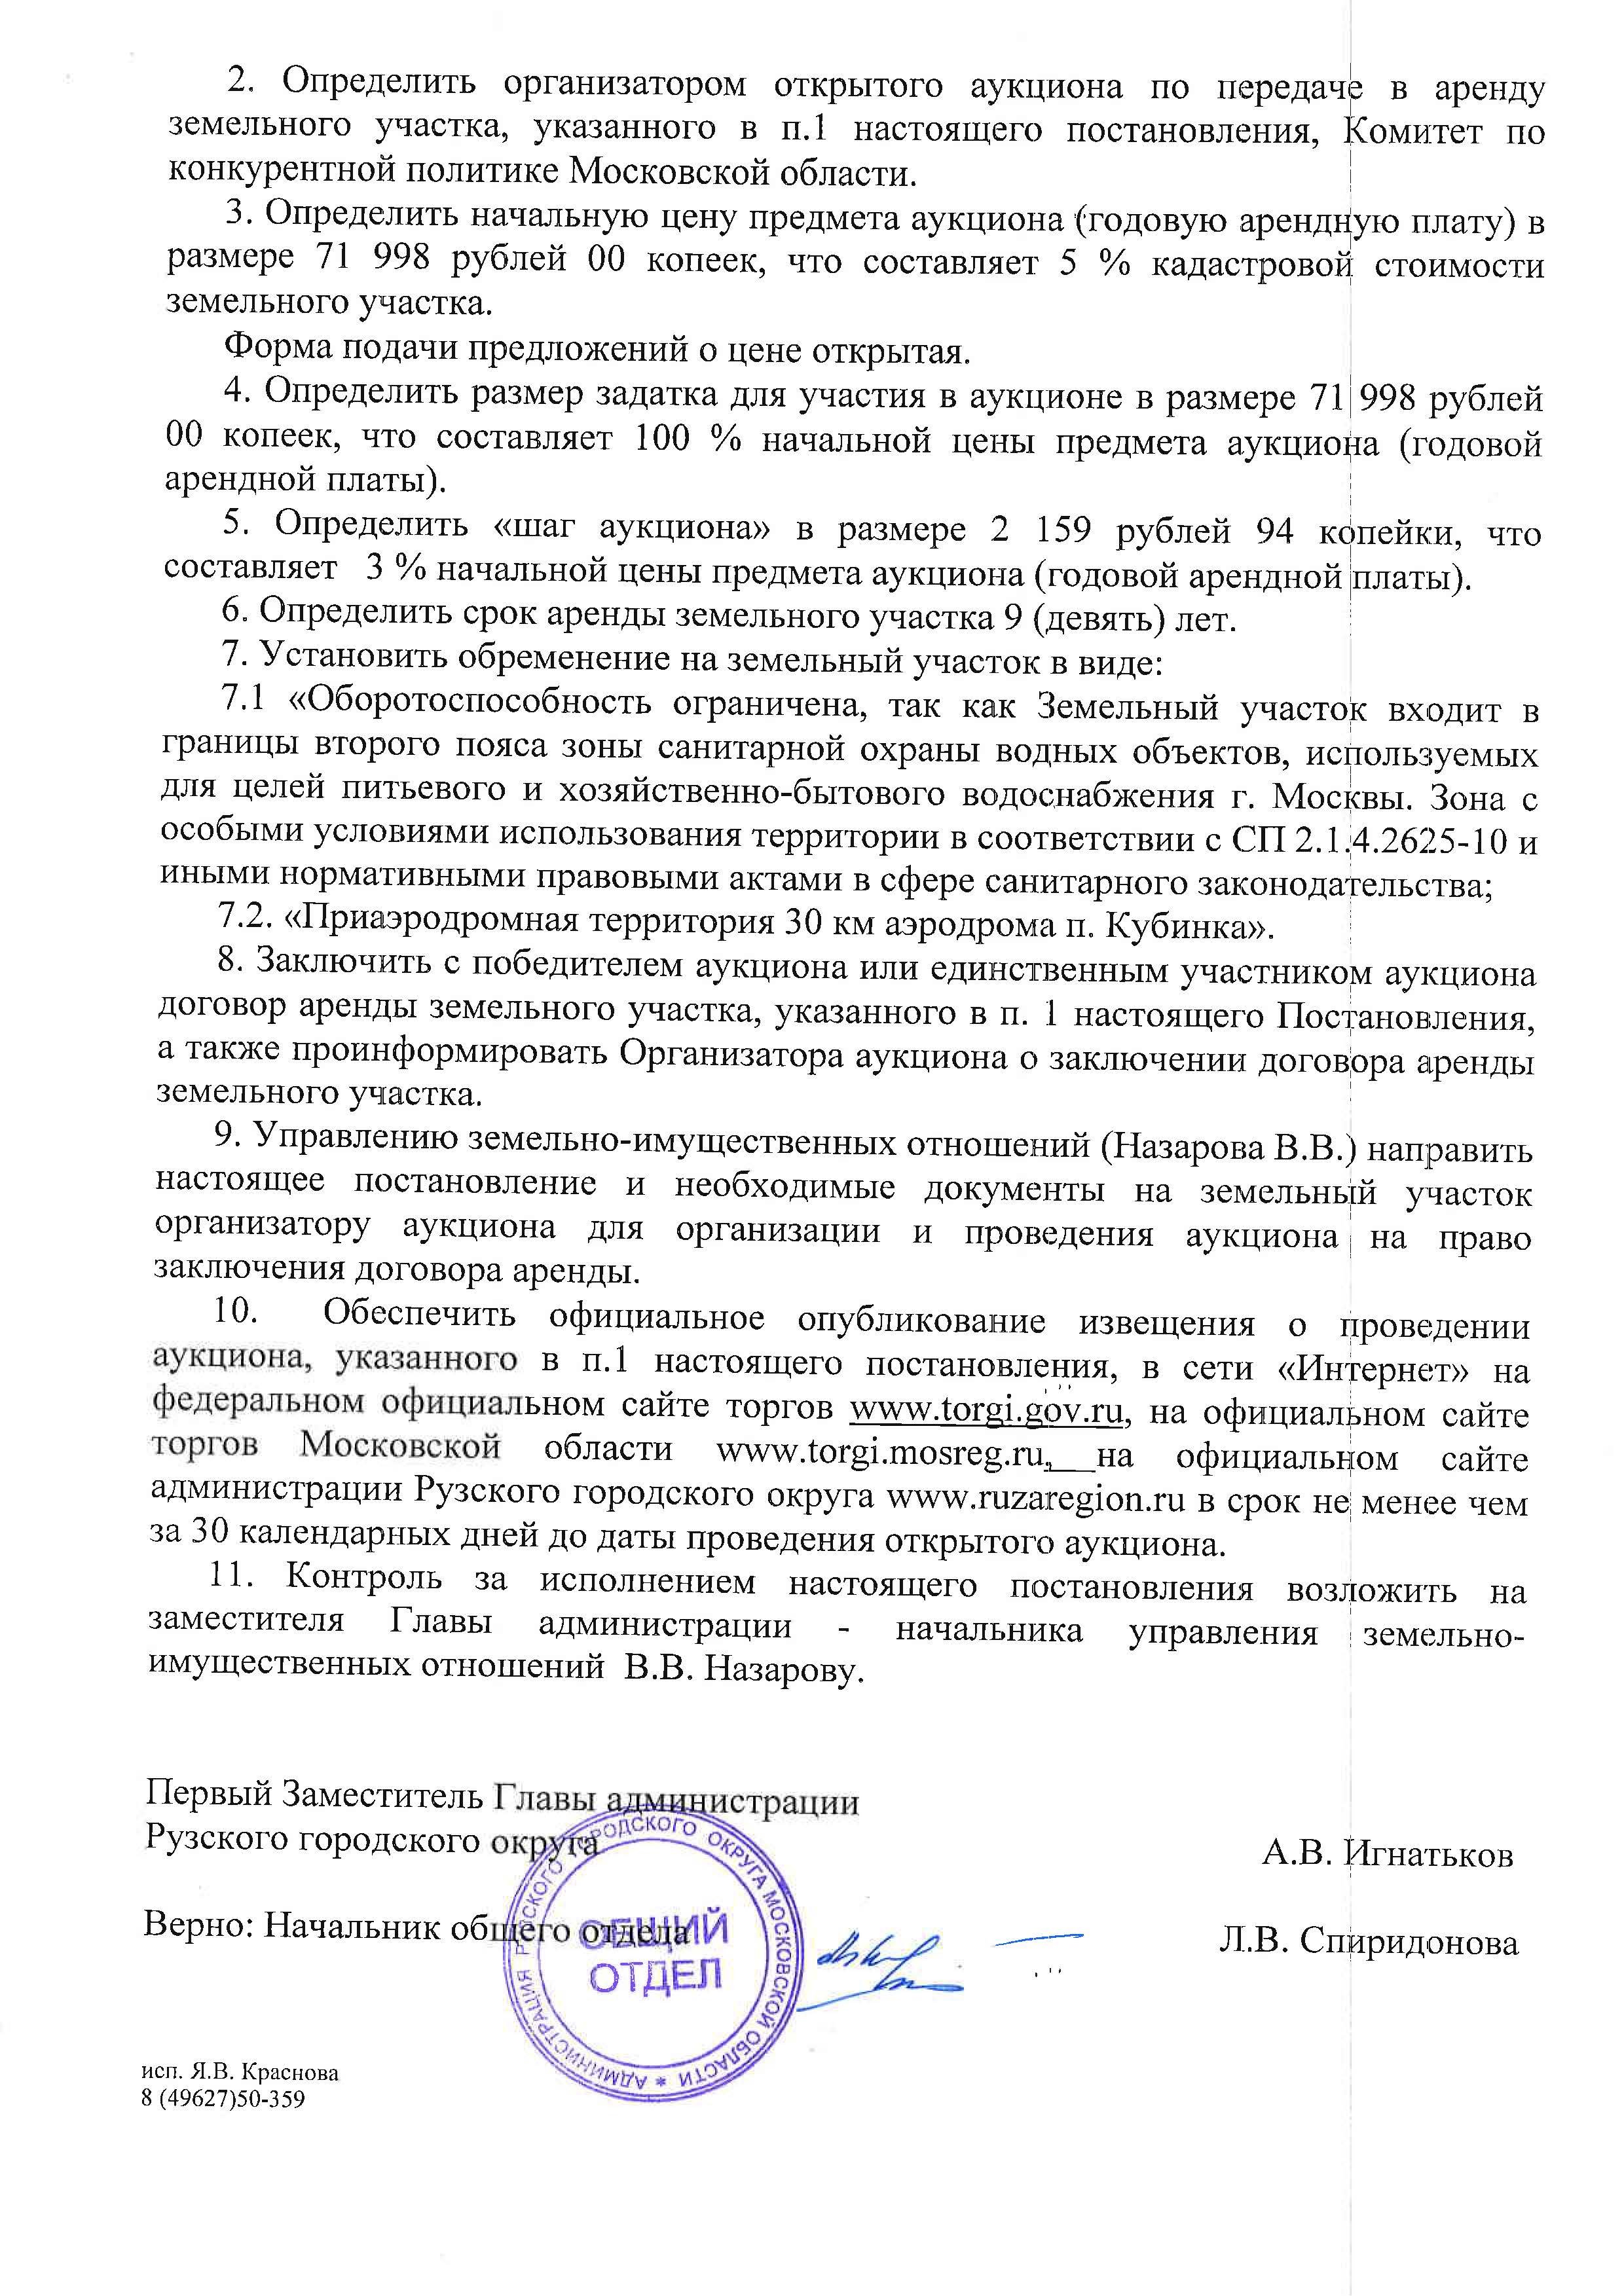 2. Определить организатором открытого аукциона по передаче в аренду
земельного участка, указанного в п.1 настоящего постановления, Комитет по
конкурентной политике Московской области.
3. Определить начальную цену предмета аукциона (годовую арендную плату) в
размере 71 998 рублей 00 копеек, что составляет 5 % кадастровой стоимости
земельного участка.
Форма подачи предложений о цене открытая.
4. Определить размер задатка для участия в аукционе в размере 71 998 рублей
00 копеек, что составляет 100 % начальной цены предмета аукциона (годовой
арендной платы).
5. Определить «шаг аукциона» в размере 2 159 рублей 94 копейки, что
составляет 3 % начальной цены предмета аукциона (годовой арендной платы).
6. Определить срок аренды земельного участка 9 (девять) лет.
7. Установить обременение на земельный участок в виде:
7.1 «Оборотоспособность ограничена, так как Земельный участок входит в
границы второго пояса зоны санитарной охраны водных объектов, используемых
для целей питьевого и хозяйственно-бытового водоснабжения г. Москвы. Зона с
особыми условиями использования территории в соответствии с СП 2.1.4.2625-10 и
иными нормативными правовыми актами в сфере санитарного законодательства;
7.2. «Приаэродромная территория 30 км аэродрома п. Кубинка».
8. Заключить с победителем аукциона или единственным участником аукциона
договор аренды земельного участка, указанного в п. 1 настоящего Постановления,
а также проинформировать Организатора аукциона о заключении договора аренды
земельного участка.
9. Управлению земельно-имущественных отношений (Назарова В.В.) направить
настоящее постановление и необходимые документы на земельный участок
организатору аукциона для организации и проведения аукциона на право
заключения договора аренды.
10. Обеспечить официальное опубликование извещения о проведении
аукциона, указанного в п.1 настоящего постановления, в сети «Интернет» на
федеральном официальном сайте торгов www.torgi.gov.ru, на официальном сайте
торгов Московской области www.torgi.mosreg.ru, на официальном сайте
администрации Рузского городского округа www.ruzaregion.ru в срок не менее чем
за 30 календарных дней до даты проведения открытого аукциона.
11. Контроль за исполнением настоящего постановления возложить на
заместителя Главы администрации - начальника управления земельно-
имущественных отношений В.В. Назарову.
Первый Заместитель Главы администрации
Рузского городского округа
А.В. Игнатьков
Верно: Начальник общего отдела
Л.В. Спиридонова
АДМИНИСТРАЦИЯ РУЗСКОГО ГОРОДСКОГО ОКРУГА МОСКОВСКОЙ ОБЛАСТИ *
ОБЩИЙ
ОТДЕЛ
исп. Я.В. Краснова
8 (49627)50-359